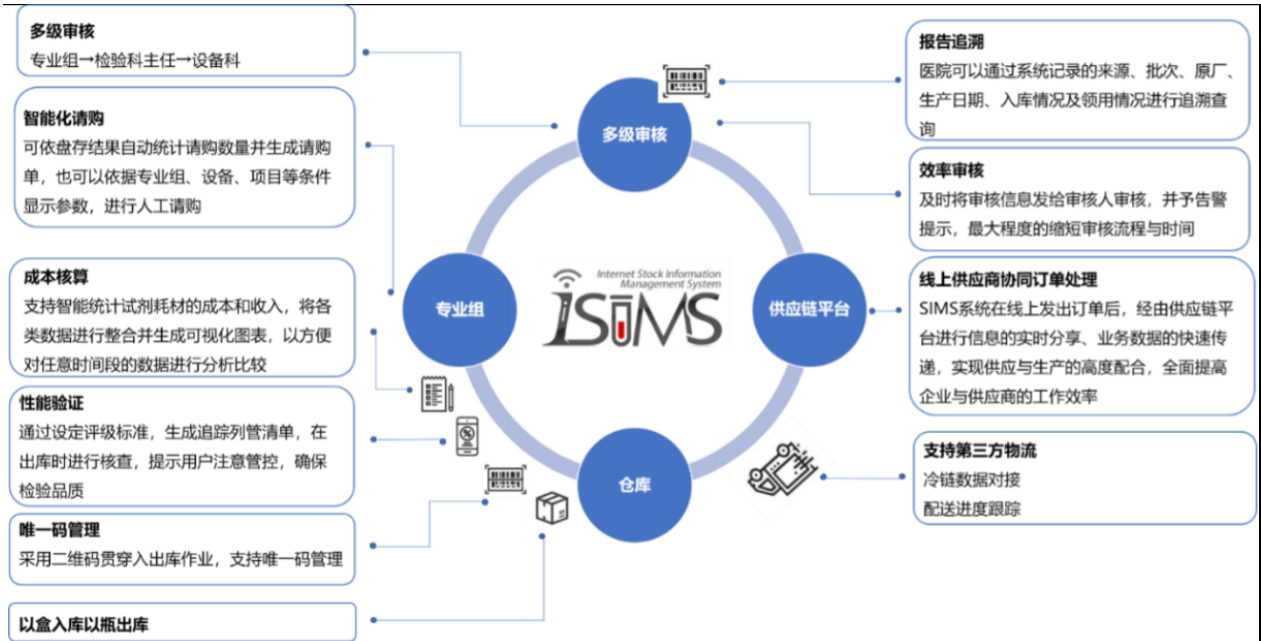 多级审核
专业组→检验科主任→设备科
智能化请购
可依盘存结果自动统计请购数量并生成请购
单，也可以依据专业组、设备、项目等条件
显示参数，进行人工请购
成本核算
支持智能统计试剂耗材的成本和收入，将各
类数据进行整合并生成可视化图表，以方便
对任意时间段的数据进行分析比较
性能验证
通过设定评级标准，生成追踪列管清单，在
出库时进行核查，提示用户注意管控，确保
检验品质
唯一码管理
采用二维码贯穿入出库作业，支持唯一码管理
以盒入库以瓶出库
多级审核
专业组
Internet Stock Information
Management System
iSIMS
供应链平台
仓库
报告追溯
医院可以通过系统记录的来源、批次、原厂、
生产日期、入库情况及领用情况进行追溯查
询
效率审核
及时将审核信息发给审核人审核，并予告警
提示，最大程度的缩短审核流程与时间
线上供应商协同订单处理
SIMS系统在线上发出订单后，经由供应链平
台进行信息的实时分享、业务数据的快速传
递，实现供应与生产的高度配合，全面提高
企业与供应商的工作效率
支持第三方物流
冷链数据对接
配送进度跟踪